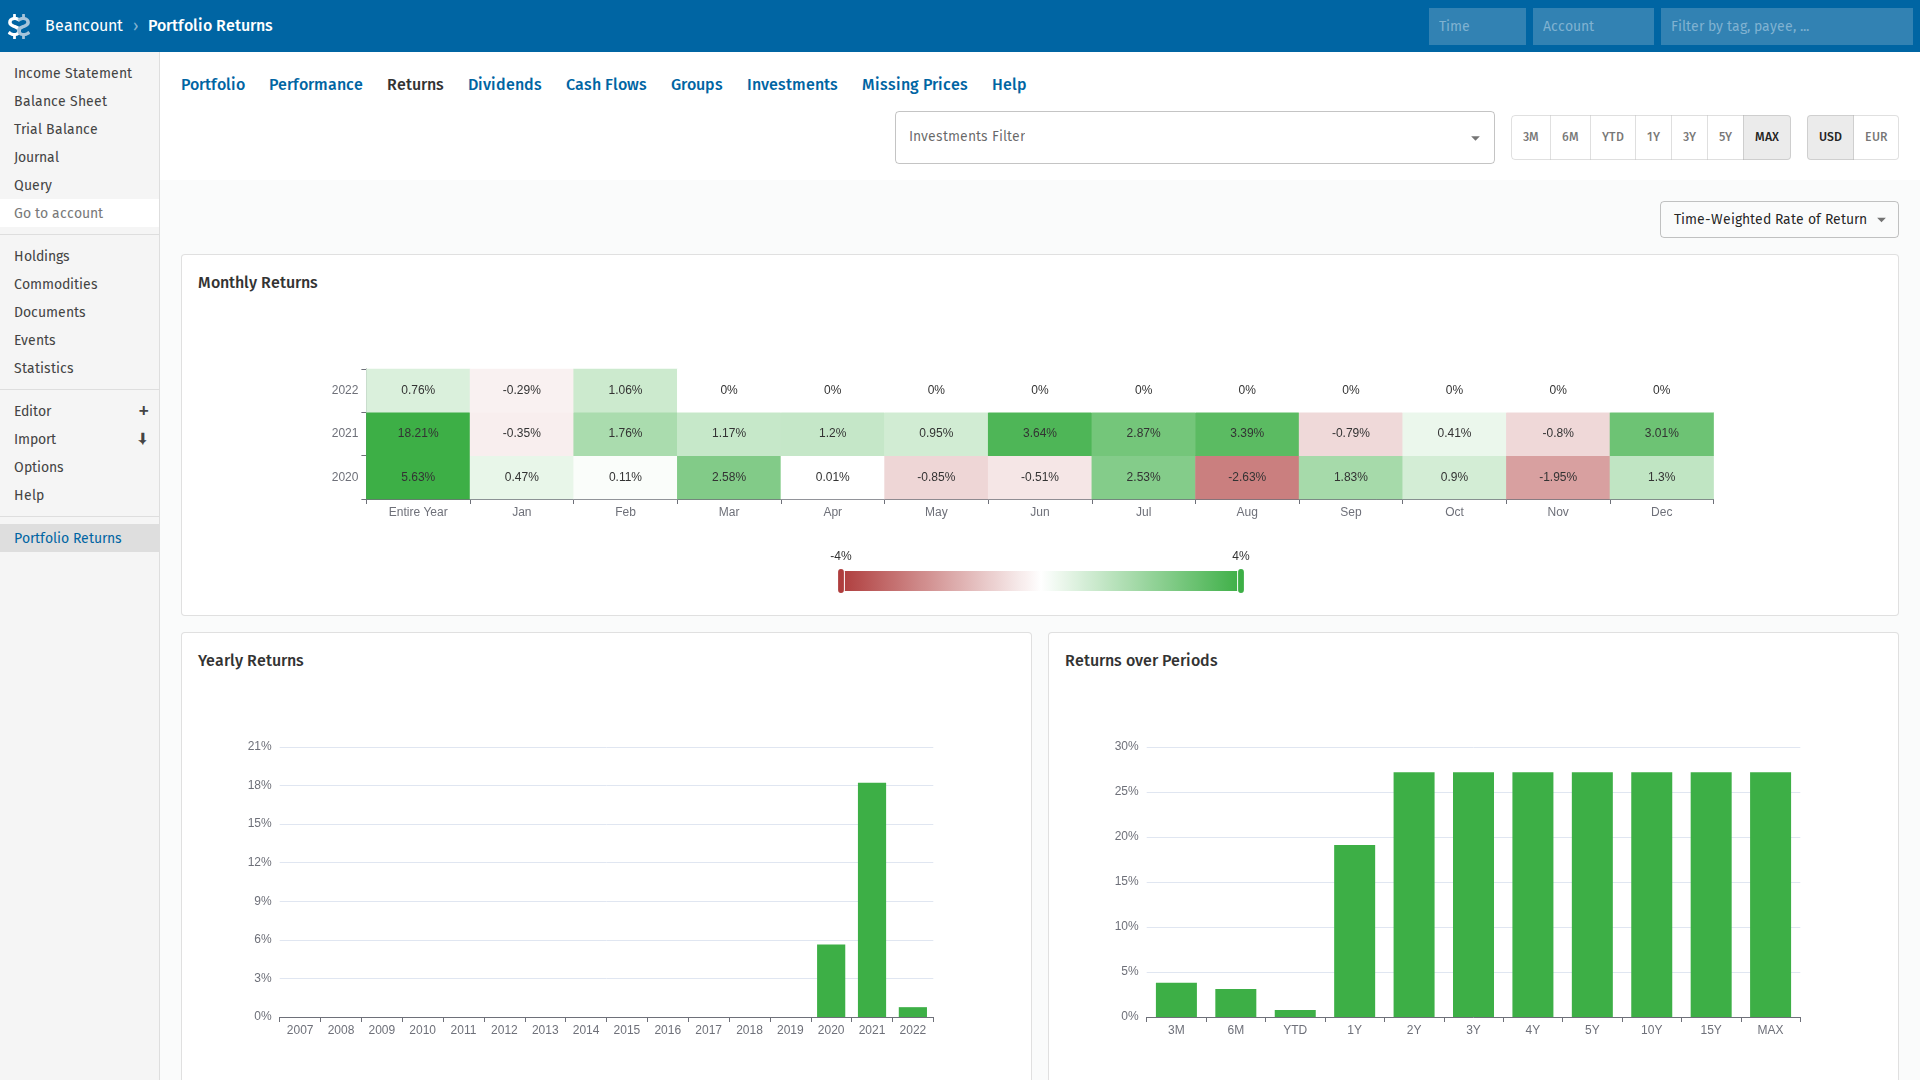 Beancount › Portfolio Returns
Time
Account
Filter by tag, payee, ...
Income Statement
Balance Sheet
Trial Balance
Journal
Query
Go to account
Holdings
Commodities
Documents
Events
Statistics
Editor +
Import
Options
Help
Portfolio Returns
Portfolio Performance Returns Dividends Cash Flows Groups Investments Missing Prices Help
Investments Filter
3M 6M YTD 1Y 3Y 5Y MAX
USD EUR
Time-Weighted Rate of Return
Monthly Returns
2022 0.76% -0.29% 1.06% 0% 0% 0% 0% 0% 0% 0% 0% 0% 0%
2021 18.21% -0.35% 1.76% 1.17% 1.2% 0.95% 3.64% 2.87% 3.39% -0.79% 0.41% -0.8% 3.01%
2020 5.63% 0.47% 0.11% 2.58% 0.01% -0.85% -0.51% 2.53% -2.63% 1.83% 0.9% -1.95% 1.3%
Entire Year Jan Feb Mar Apr May Jun Jul Aug Sep Oct Nov Dec
-4% 4%
Yearly Returns
21%
18%
15%
12%
9%
6%
3%
0%
2007 2008 2009 2010 2011 2012 2013 2014 2015 2016 2017 2018 2019 2020 2021 2022
Returns over Periods
30%
25%
20%
15%
10%
5%
0%
3M 6M YTD 1Y 2Y 3Y 4Y 5Y 10Y 15Y MAX